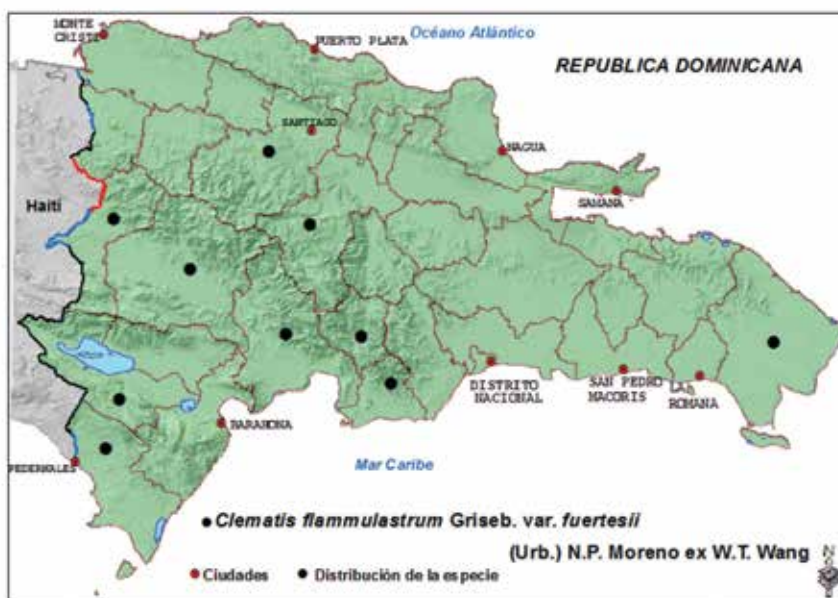 MONTE
CRISTI
PUERTO PLATA
Océano Atlántico
REPUBLICA DOMINICANA
SANTIAGO
NAGUA
SAMANA
Haití
DISTRITO
NACIONAL
SAN PEDRO
MACORIS
LA
ROMANA
BARAHONA
PEDERNALES
Mar Caribe
Clematis flammulastrum Griseb. var. fuertesii
(Urb.) N.P. Moreno ex W.T. Wang
Ciudades
Distribución de la especie
N